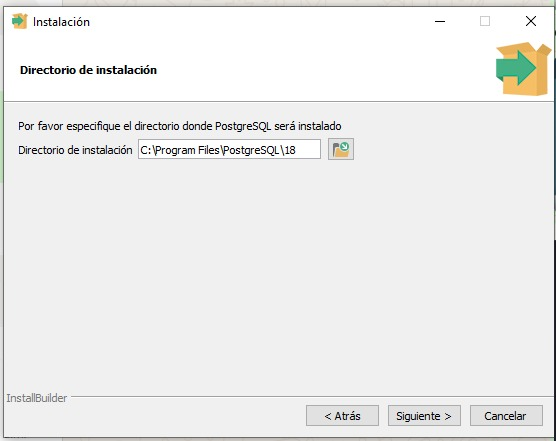 Instalación
Directorio de instalación
Por favor especifique el directorio donde PostgreSQL será instalado
Directorio de instalación C:\Program Files\PostgreSQL\18
InstallBuilder
< Atrás Siguiente > Cancelar